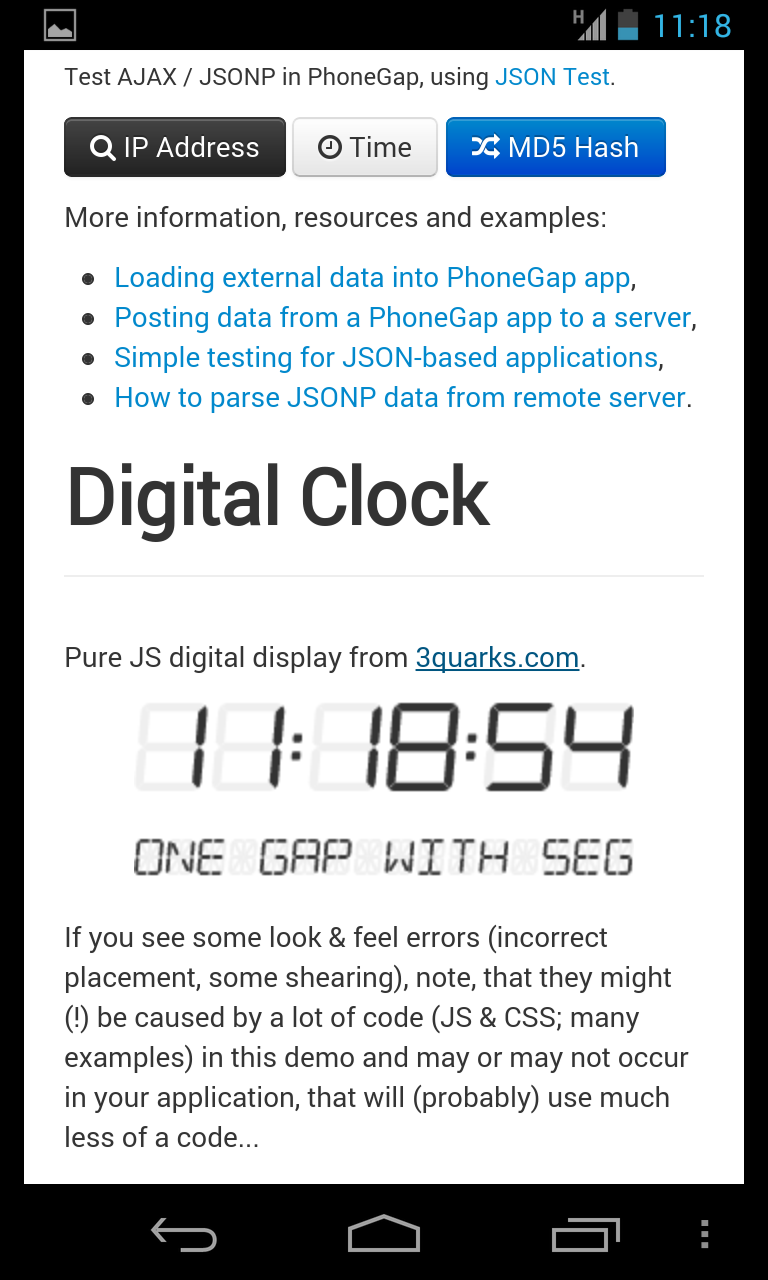 H 11:18
Test AJAX / JSONP in PhoneGap, using JSON Test.
IP Address Time MD5 Hash
More information, resources and examples:
Loading external data into PhoneGap app,
Posting data from a PhoneGap app to a server,
Simple testing for JSON-based applications,
How to parse JSONP data from remote server.
Digital Clock
Pure JS digital display from 3quarks.com.
11:18:54
ONE GAP WITH SEG
If you see some look & feel errors (incorrect
placement, some shearing), note, that they might
(!) be caused by a lot of code (JS & CSS; many
examples) in this demo and may or may not occur
in your application, that will (probably) use much
less of a code...